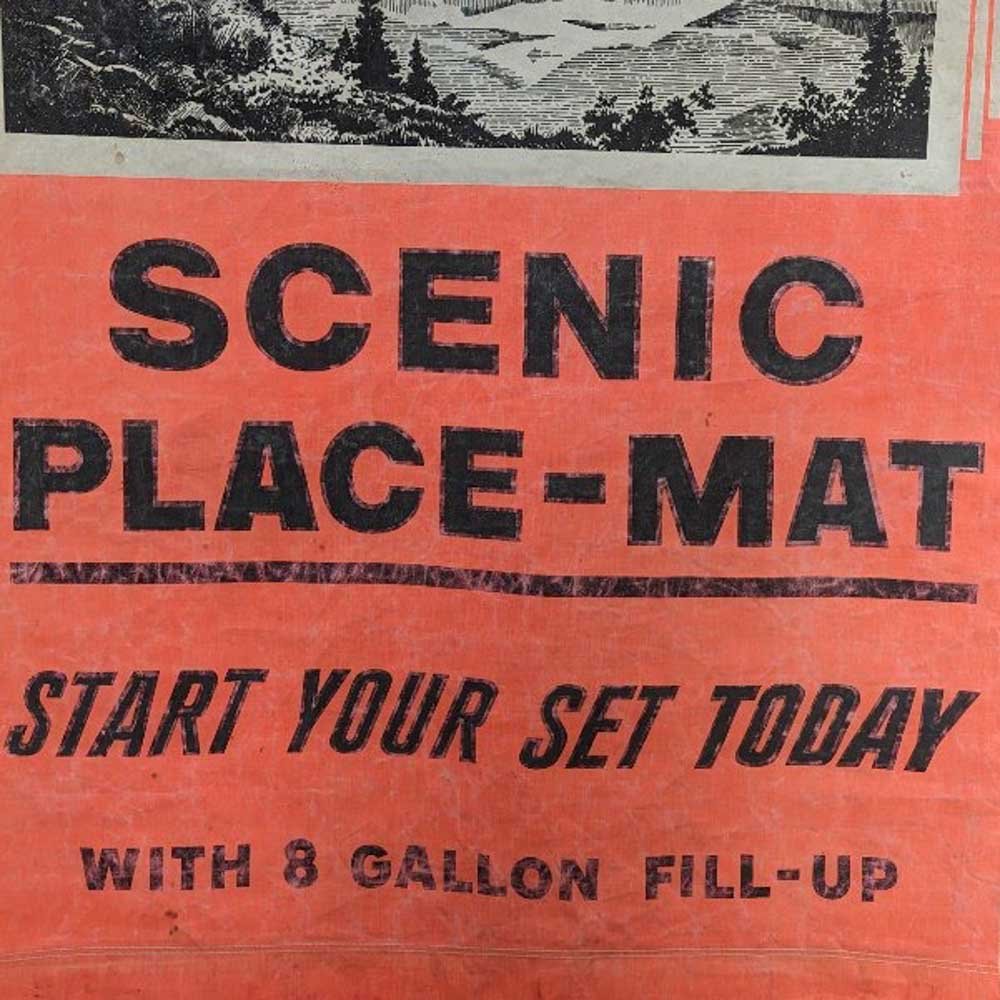 SCENIC
PLACE-MAT
START YOUR SET TODAY
WITH 8 GALLON FILL-UP